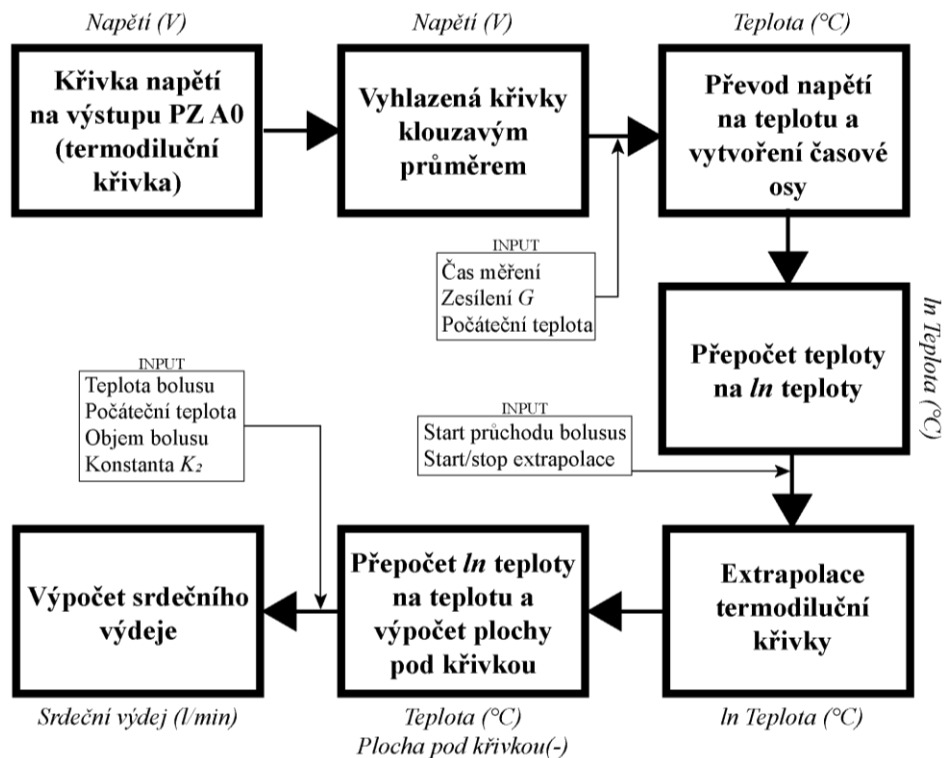 Napětí (V)
Křivka napětí
na výstupu PZ A0
(termodiluční
křivka)
Napětí (V)
Vyhlazená křivky
klouzavým
průměrem
Teplota (°C)
Převod napětí
na teplotu a
vytvoření časové
osy
INPUT
Čas měření
Zesílení G
Počáteční teplota
Přepočet teploty
na ln teploty
ln Teplota (°C)
INPUT
Start průchodu bolusus
Start/stop extrapolace
Extrapolace
termodiluční
křivky
ln Teplota (°C)
Přepočet ln teploty
na teplotu a
výpočet plochy
pod křivkou
Teplota (°C)
Plocha pod křivkou(-)
INPUT
Teplota bolusu
Počáteční teplota
Objem bolusu
Konstanta K₂
Výpočet srdečního
výdeje
Srdeční výdej (l/min)